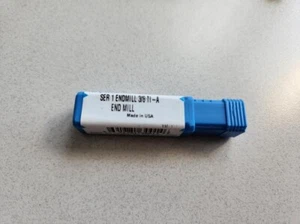 SER 1 ENDMILL 3/8 TI-A
END MILL
Made in USA